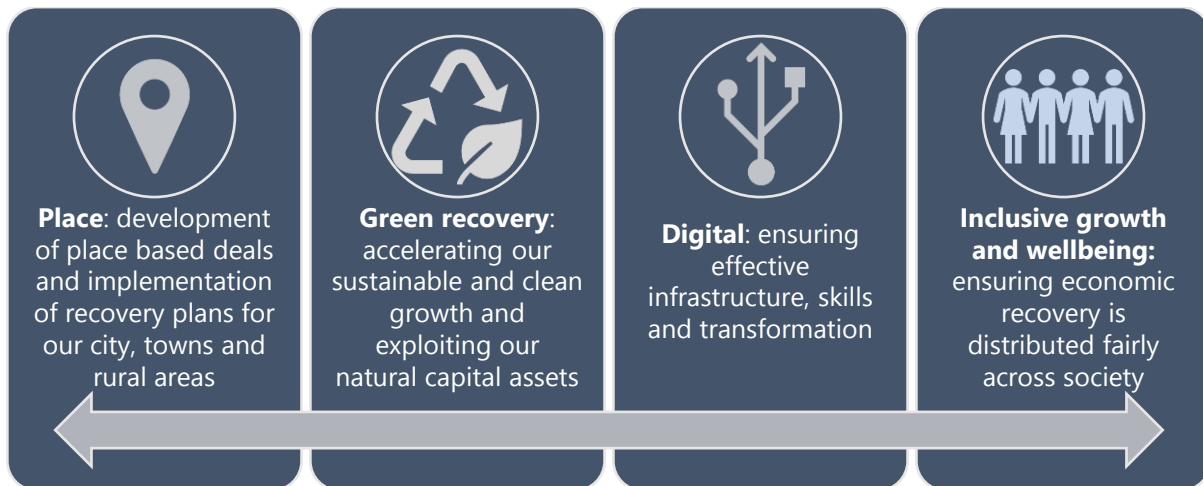 Place: development
of place based deals
and implementation
of recovery plans for
our city, towns and
rural areas
Green recovery:
accelerating our
sustainable and clean
growth and
exploiting our
natural capital assets
Digital: ensuring
effective
infrastructure, skills
and transformation
Inclusive growth
and wellbeing:
ensuring economic
recovery is
distributed fairly
across society